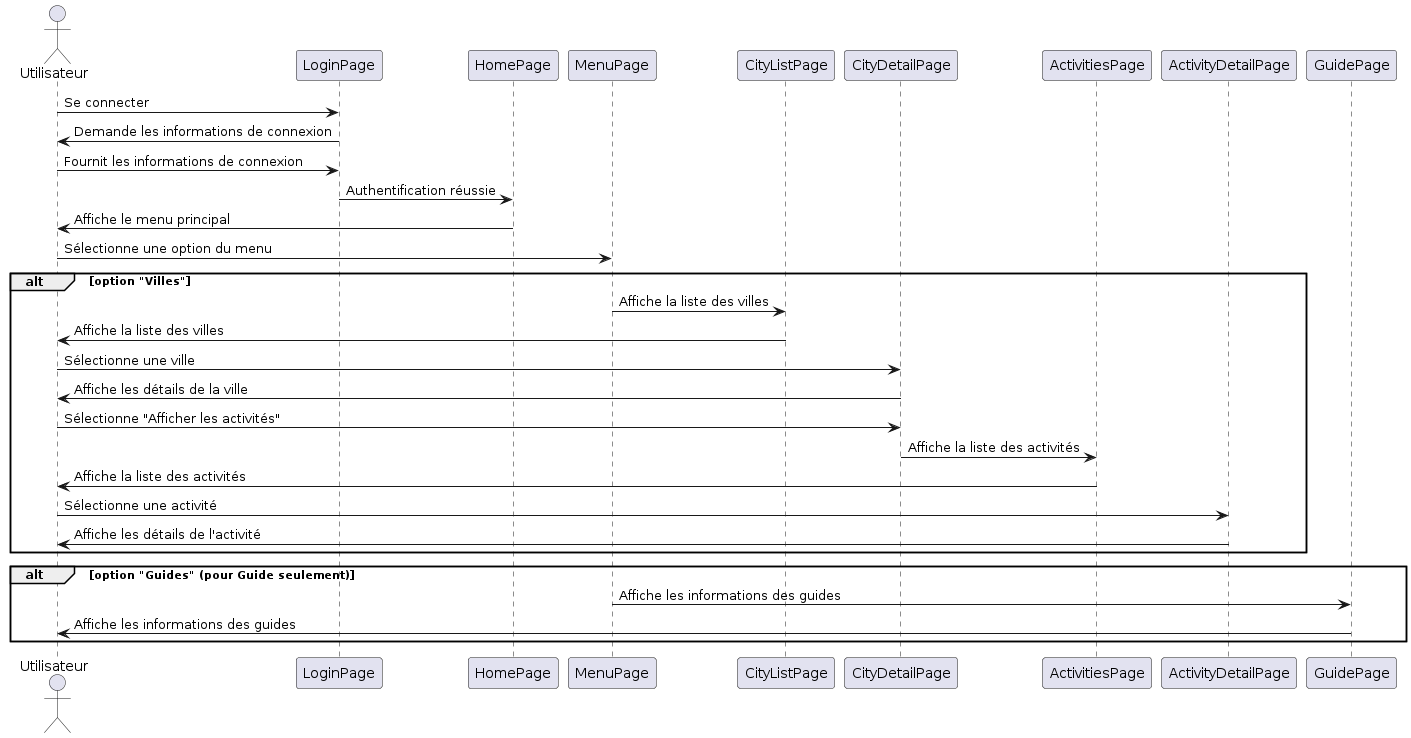 Utilisateur
LoginPage
HomePage
MenuPage
CityListPage
CityDetailPage
ActivitiesPage
ActivityDetailPage
GuidePage
Se connecter
Demande les informations de connexion
Fournit les informations de connexion
Authentification réussie
Affiche le menu principal
Sélectionne une option du menu
alt [option "Villes"]
Affiche la liste des villes
Affiche la liste des villes
Sélectionne une ville
Affiche les détails de la ville
Sélectionne "Afficher les activités"
Affiche la liste des activités
Affiche la liste des activités
Sélectionne une activité
Affiche les détails de l'activité
alt [option "Guides" (pour Guide seulement)]
Affiche les informations des guides
Affiche les informations des guides
Utilisateur
LoginPage
HomePage
MenuPage
CityListPage
CityDetailPage
ActivitiesPage
ActivityDetailPage
GuidePage